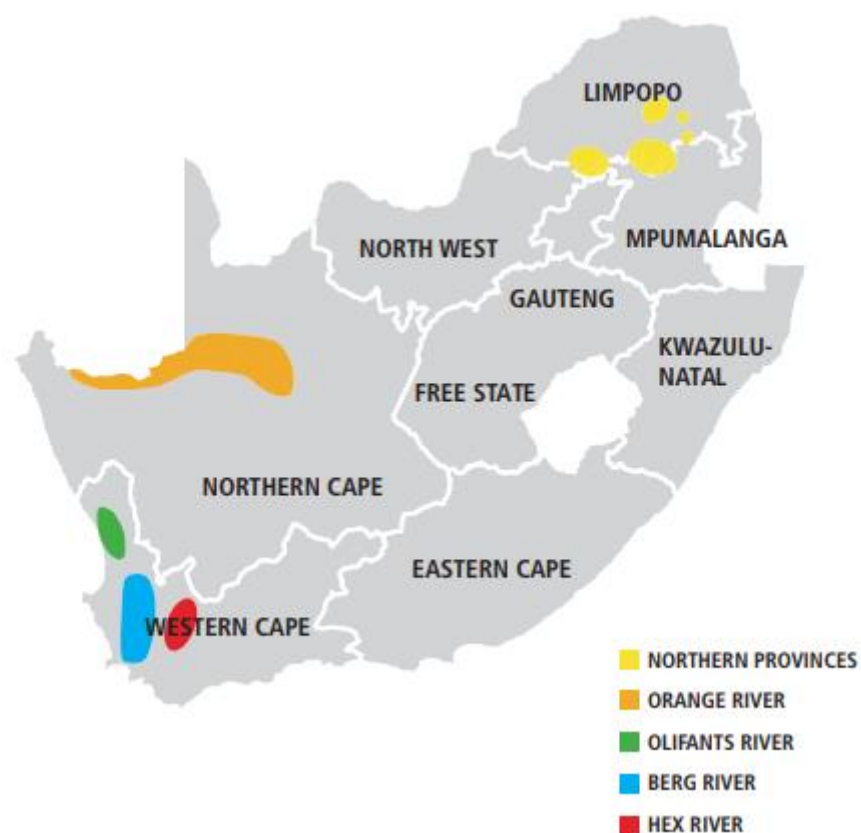 LIMPOPO
NORTH WEST
MPUMALANGA
GAUTENG
KWAZULU-
NATAL
FREE STATE
NORTHERN CAPE
EASTERN CAPE
WESTERN CAPE
NORTHERN PROVINCES
ORANGE RIVER
OLIFANTS RIVER
BERG RIVER
HEX RIVER